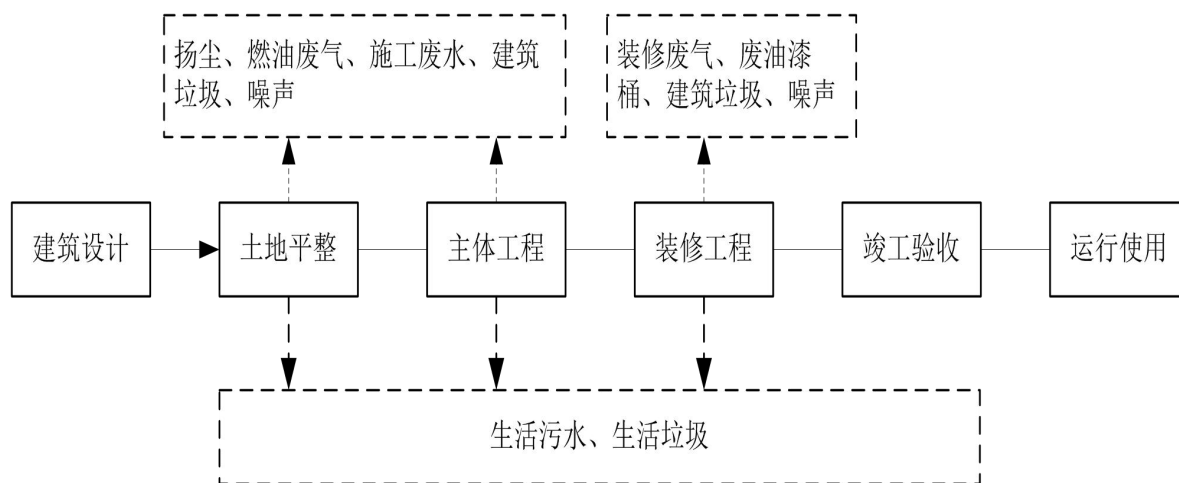 扬尘、燃油废气、施工废水、建筑
垃圾、噪声
装修废气、废油漆
桶、建筑垃圾、噪声
建筑设计
土地平整
主体工程
装修工程
竣工验收
运行使用
生活污水、生活垃圾